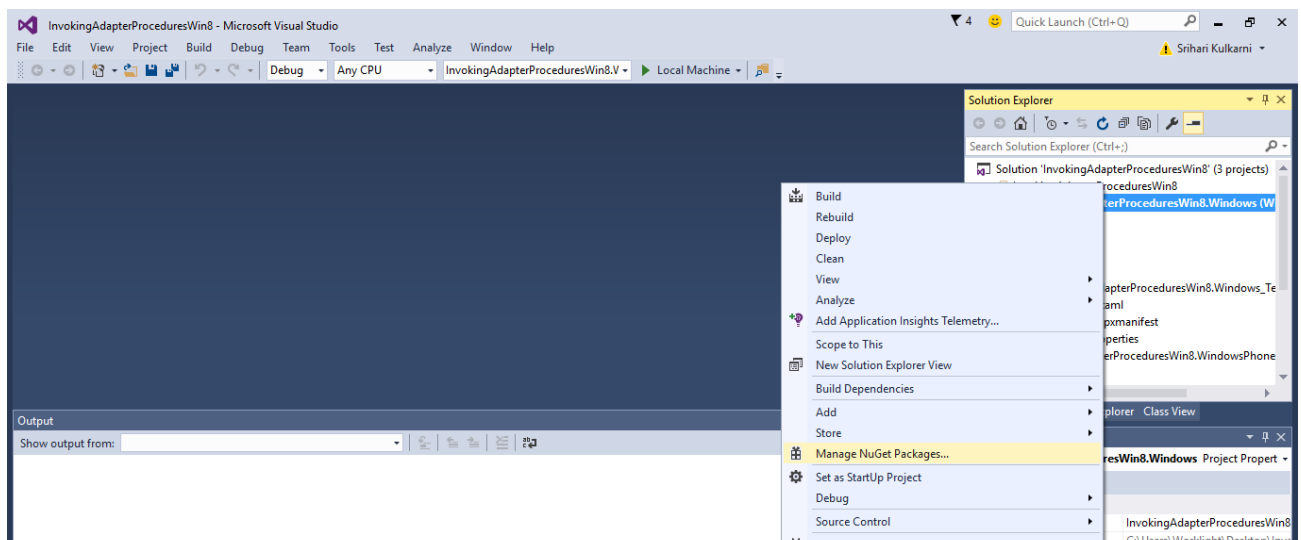 InvokingAdapterProceduresWin8 - Microsoft Visual Studio
4
Quick Launch (Ctrl+Q)
File Edit View Project Build Debug Team Tools Test Analyze Window Help
Srihari Kulkarni
Debug Any CPU InvokingAdapterProceduresWin8.V Local Machine
Solution Explorer
Search Solution Explorer (Ctrl+;)
Solution 'InvokingAdapterProceduresWin8' (3 projects)
roceduresWin8
terProceduresWin8.Windows (W
apterProceduresWin8.Windows_Te
aml
pxmanifest
perties
erProceduresWin8.WindowsPhone
plorer Class View
Build
Rebuild
Deploy
Clean
View
Analyze
Add Application Insights Telemetry...
Scope to This
New Solution Explorer View
Build Dependencies
Add
Store
Manage NuGet Packages...
Set as StartUp Project
Debug
Source Control
Output
Show output from:
resWin8.Windows Project Propert
InvokingAdapterProceduresWin8